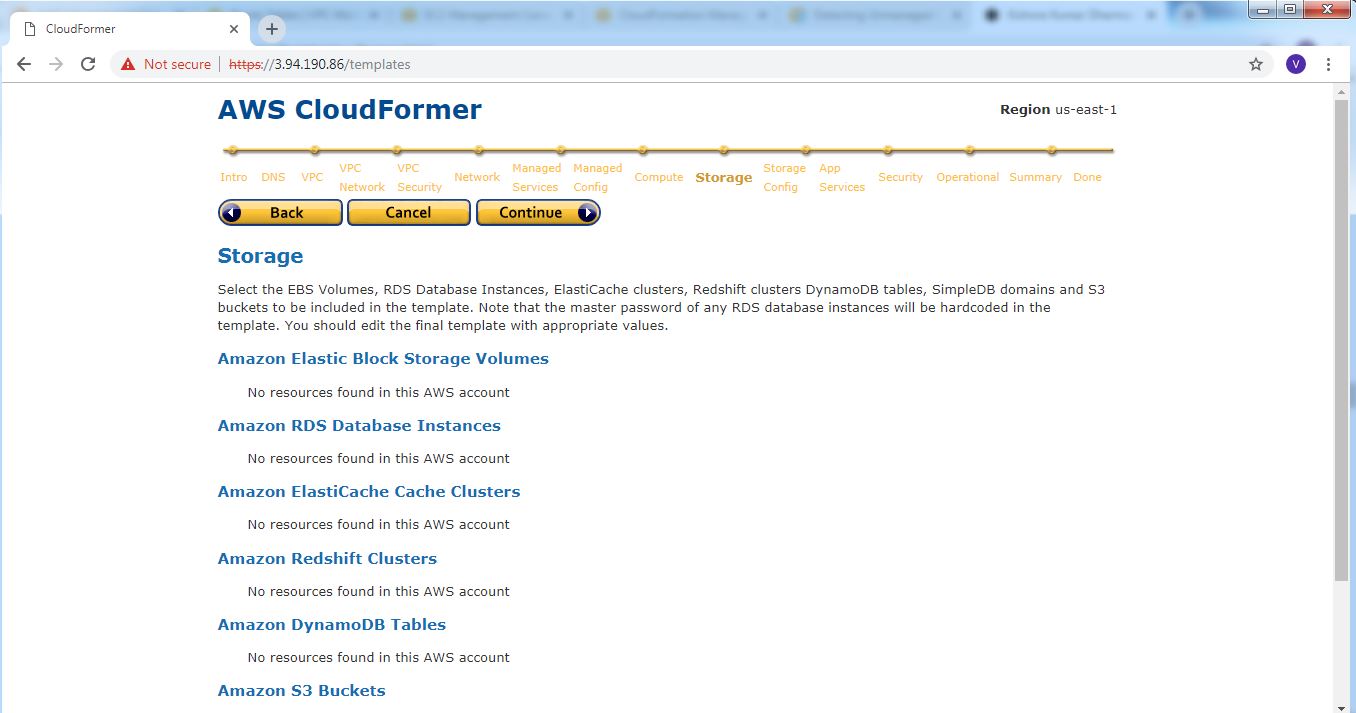 CloudFormer
Not secure https://3.94.190.86/templates
V
AWS CloudFormer
Region us-east-1
Intro DNS VPC VPC Network VPC Security Network Managed Services Managed Config Compute Storage Storage Config App Services Security Operational Summary Done
Back Cancel Continue
Storage
Select the EBS Volumes, RDS Database Instances, ElastiCache clusters, Redshift clusters DynamoDB tables, SimpleDB domains and S3
buckets to be included in the template. Note that the master password of any RDS database instances will be hardcoded in the
template. You should edit the final template with appropriate values.
Amazon Elastic Block Storage Volumes
No resources found in this AWS account
Amazon RDS Database Instances
No resources found in this AWS account
Amazon ElastiCache Cache Clusters
No resources found in this AWS account
Amazon Redshift Clusters
No resources found in this AWS account
Amazon DynamoDB Tables
No resources found in this AWS account
Amazon S3 Buckets